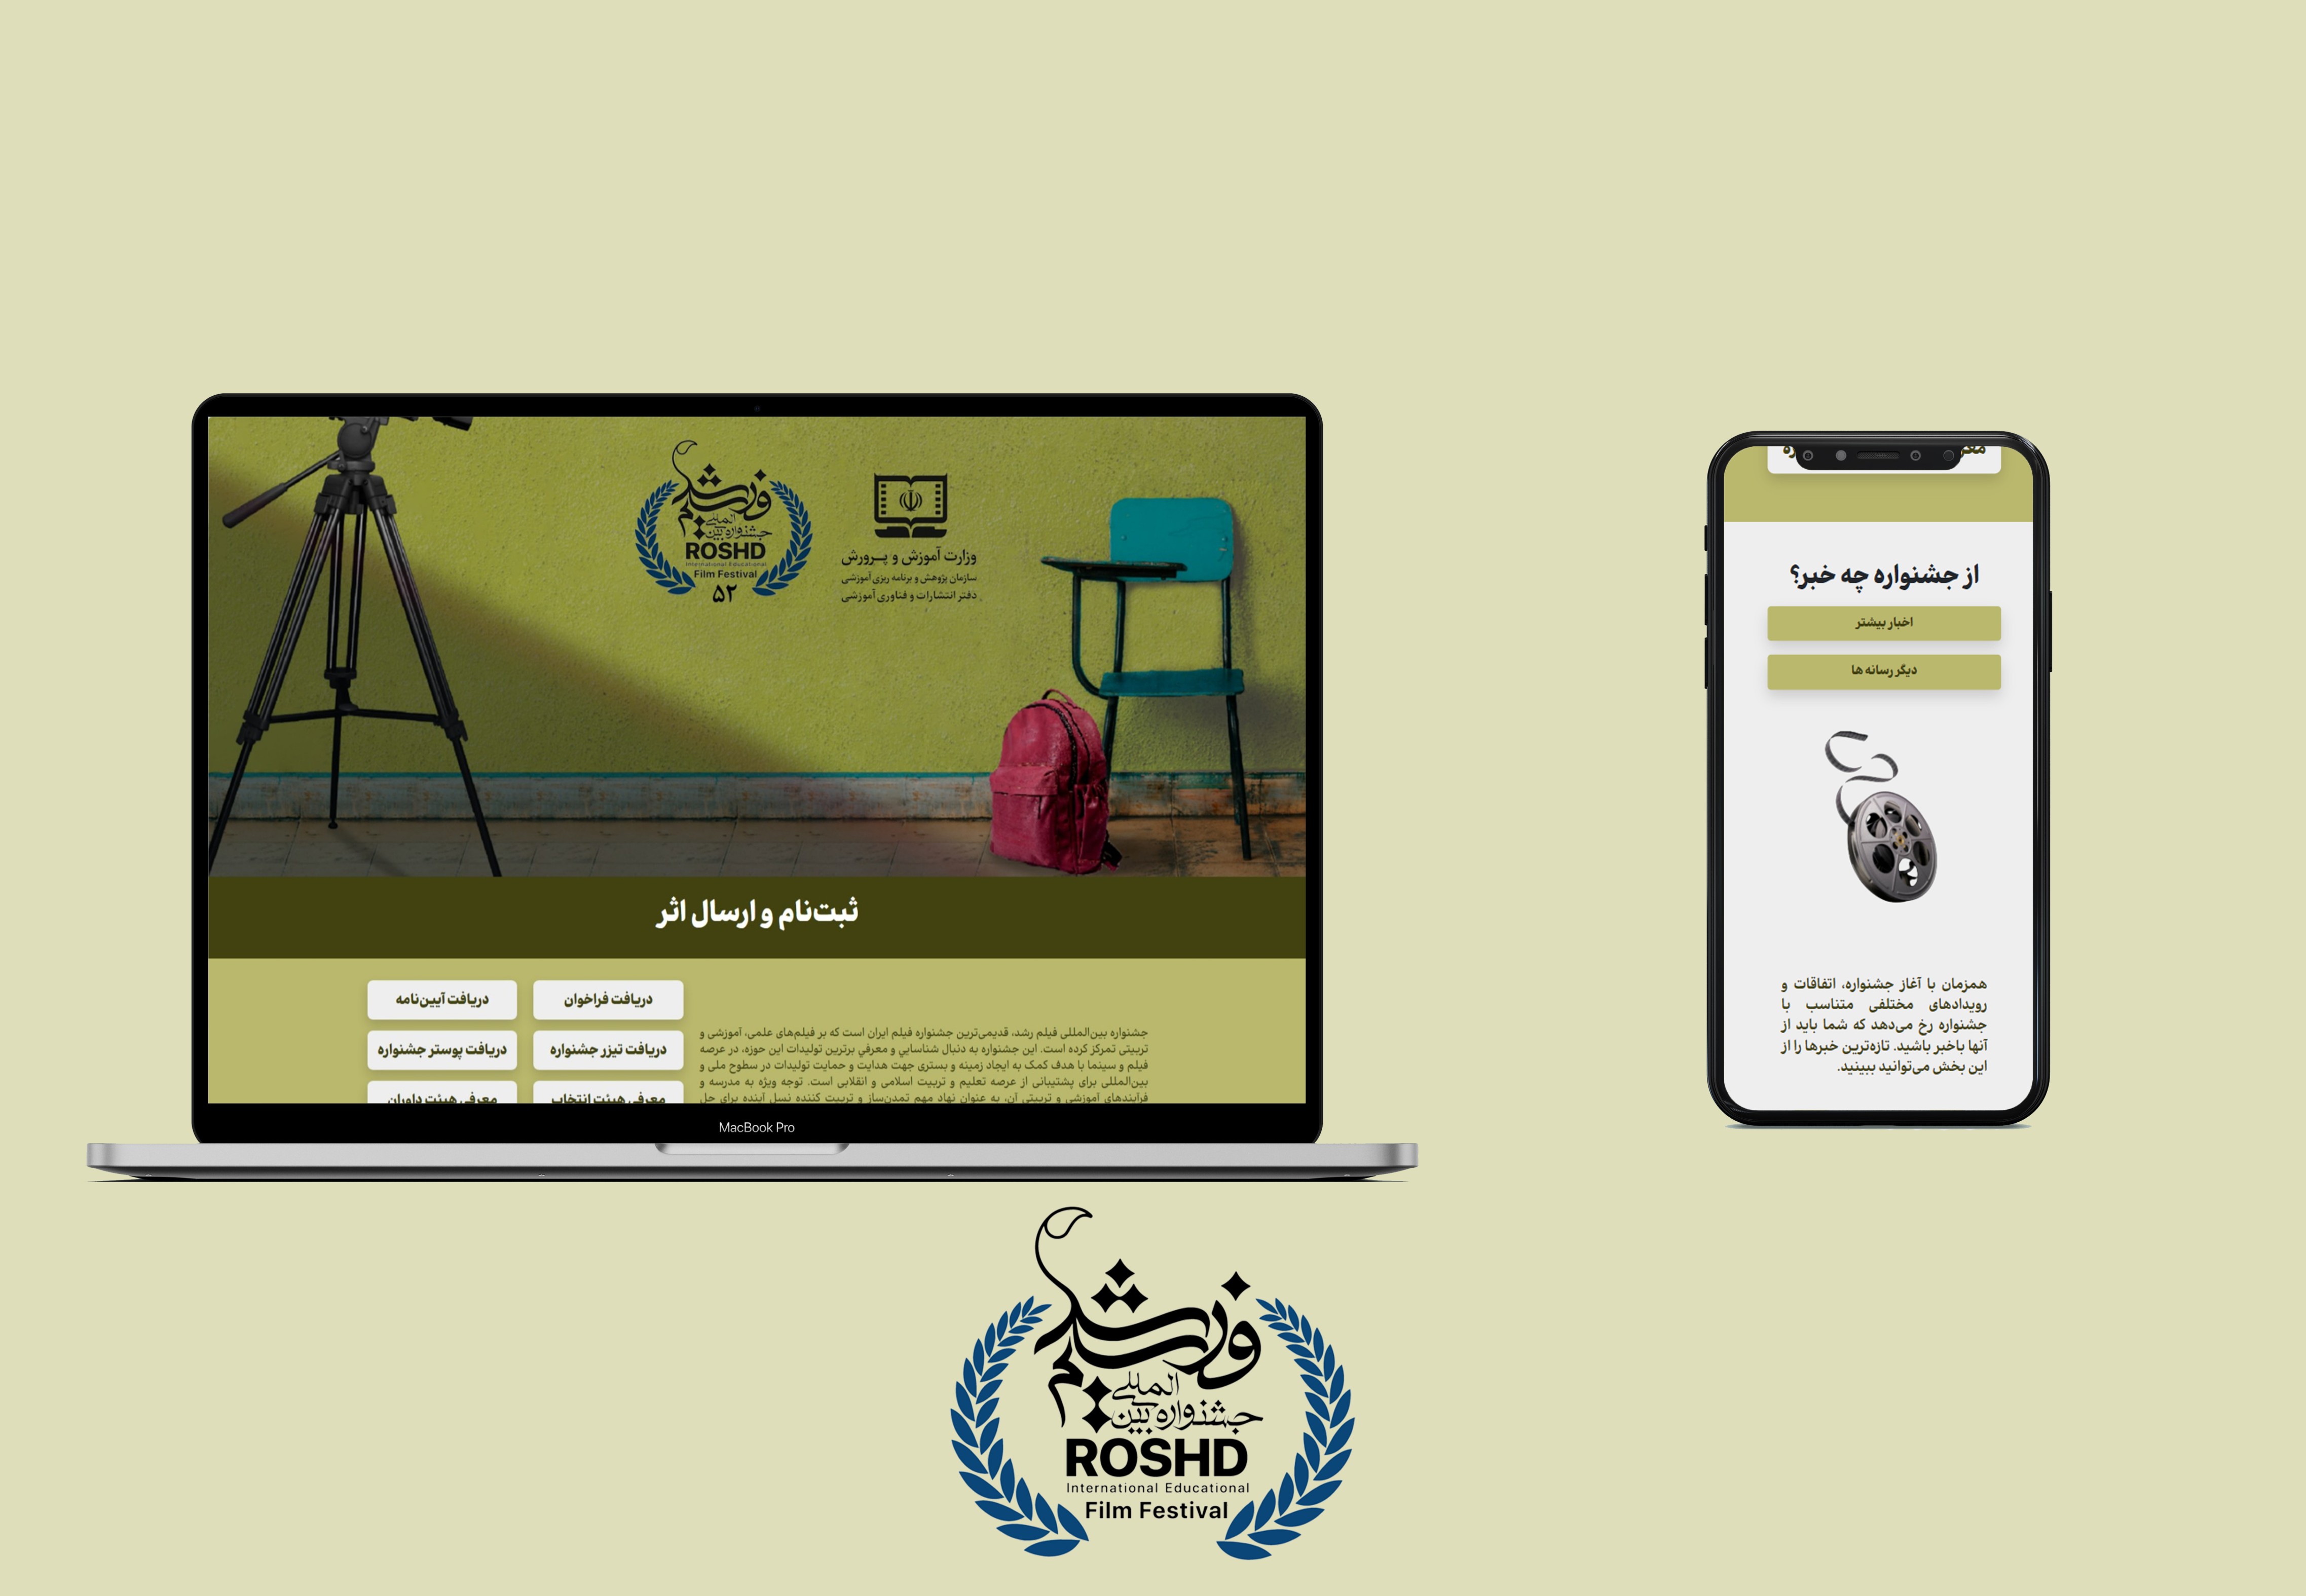 فیلم رشد
جشنواره بین‌المللی
ROSHD
International Educational
Film Festival
۵۲
وزارت آموزش و پـرورش
سازمان پژوهش و برنامه ریزی آموزشی
دفتر انتشارات و فناوری آموزشی
ثبت‌نام و ارسال اثر
دریافت فراخوان
دریافت آیین‌نامه
دریافت تیزر جشنواره
دریافت پوستر جشنواره
معرفی هیئت انتخاب
معرفی هیئت داوران
جشنواره بین‌المللی فیلم رشد، قدیمی‌ترین جشنواره فیلم ایران است که بر فیلم‌های علمی، آموزشی و
تربیتی تمرکز کرده است. این جشنواره به دنبال شناسایي و معرفي برترین تولیدات این حوزه، در عرصه
فیلم و سینما با هدف کمک به ایجاد زمینه و بستری جهت هدایت و حمایت تولیدات در سطوح ملی و
بین‌المللی برای پشتیبانی از عرصه تعلیم و تربیت اسلامی و انقلابی است. توجه ویژه به مدرسه و
فرآیندهای آموزشی و تربیتی آن، به عنوان نهاد مهم تمدن‌ساز و تربیت کننده نسل آینده برای حل
MacBook Pro
از جشنواره چه خبر؟
اخبار بیشتر
دیگر رسانه ها
همزمان با آغاز جشنواره، اتفاقات و
رویدادهای مختلفی متناسب با
جشنواره رخ می‌دهد که شما باید از
آنها باخبر باشید. تازه‌ترین خبرها را از
این بخش می‌توانید ببینید.
فیلم رشد
جشنواره بین‌المللی
ROSHD
International Educational
Film Festival